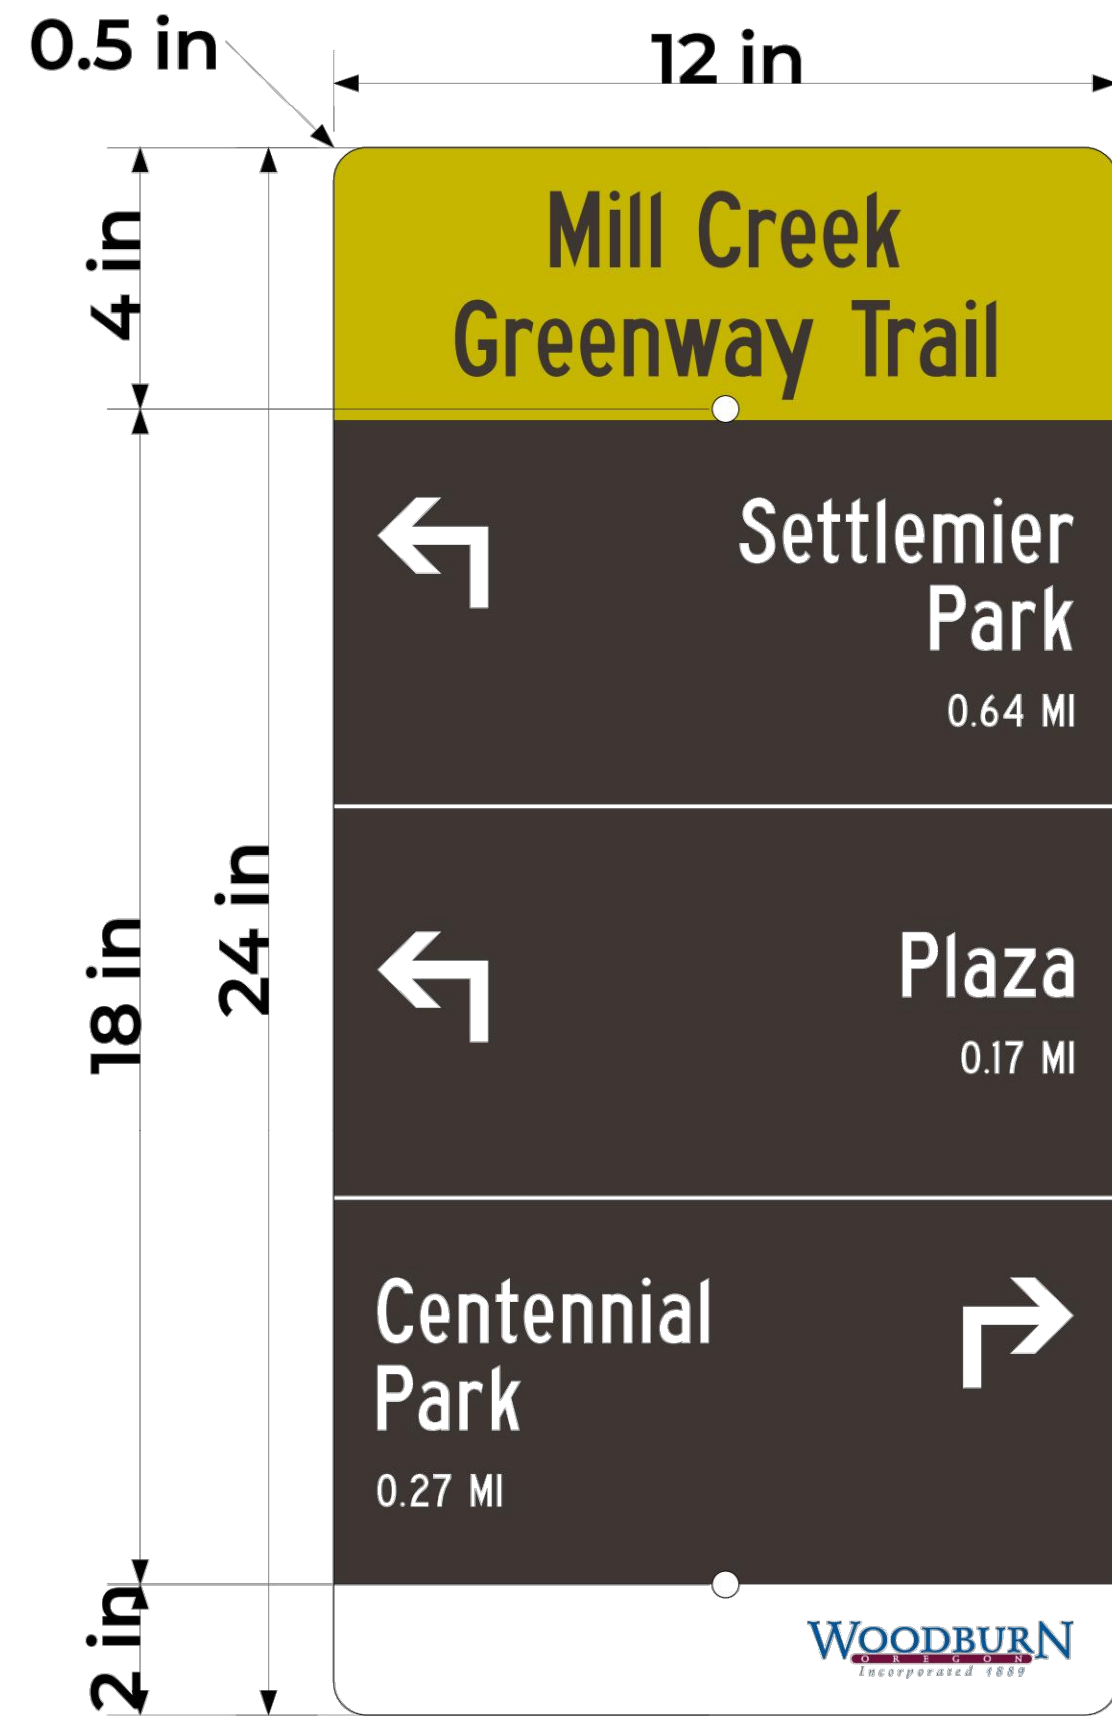 0.5 in
12 in
4 in
18 in
24 in
2 in
Mill Creek
Greenway Trail
Settlemier
Park
0.64 MI
Plaza
0.17 MI
Centennial
Park
0.27 MI
WOODBURN
OREGON
Incorporated 1889